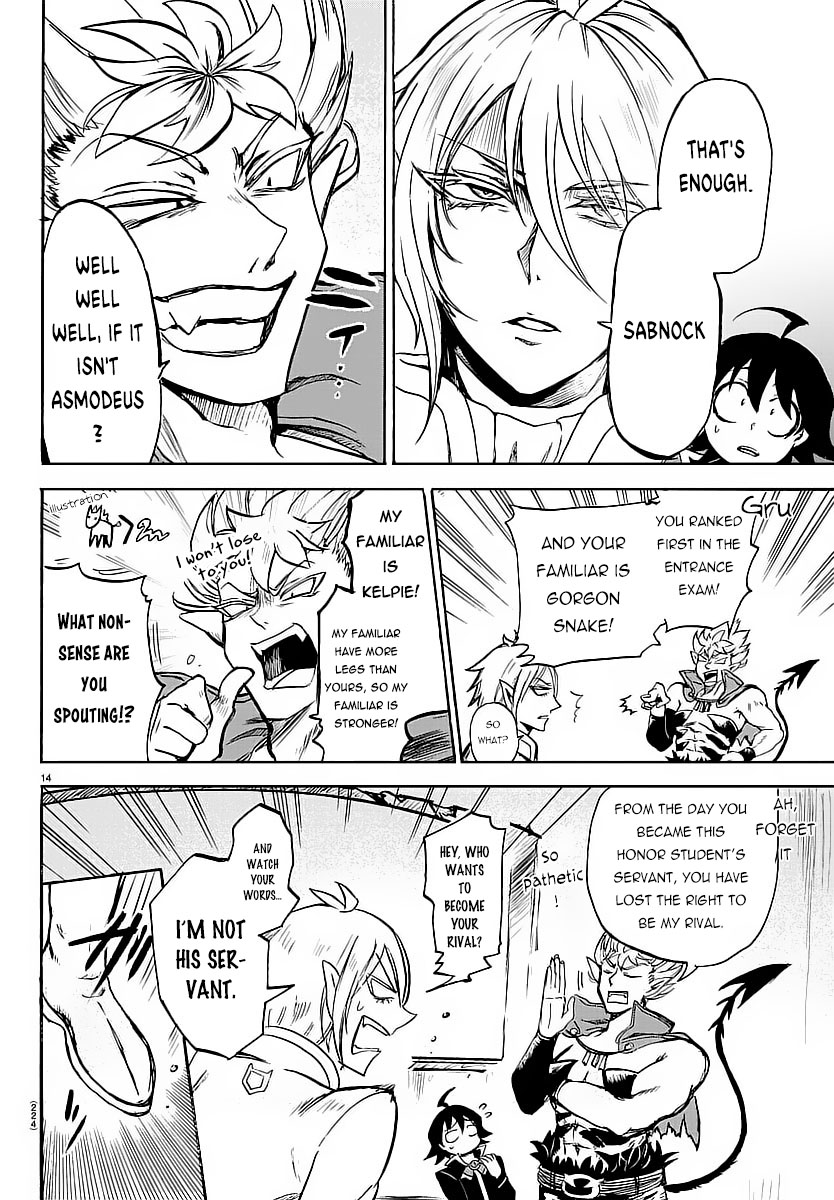 THAT'S
ENOUGH.
SABNOCK
WELL
WELL
WELL, IF IT
ISN'T
ASMODEUS
?
Gru
YOU RANKED
FIRST IN THE
ENTRANCE
EXAM!
AND YOUR
FAMILIAR IS
GORGON
SNAKE!
SO
WHAT?
MY
FAMILIAR
IS
KELPIE!
MY FAMILIAR
HAVE MORE
LEGS THAN
YOURS, SO MY
FAMILIAR IS
STRONGER!
I won't lose
to you!
illustration
WHAT NON-
SENSE ARE
YOU
SPOUTING!?
14
AH,
FORGET
IT
FROM THE DAY YOU
BECAME THIS
HONOR STUDENT'S
SERVANT, YOU HAVE
LOST THE RIGHT TO
BE MY RIVAL.
So
pathetic
!
HEY, WHO
WANTS
TO
BECOME
YOUR
RIVAL?
AND
WATCH
YOUR
WORDS...
I'M NOT
HIS SER-
VANT.
(224)